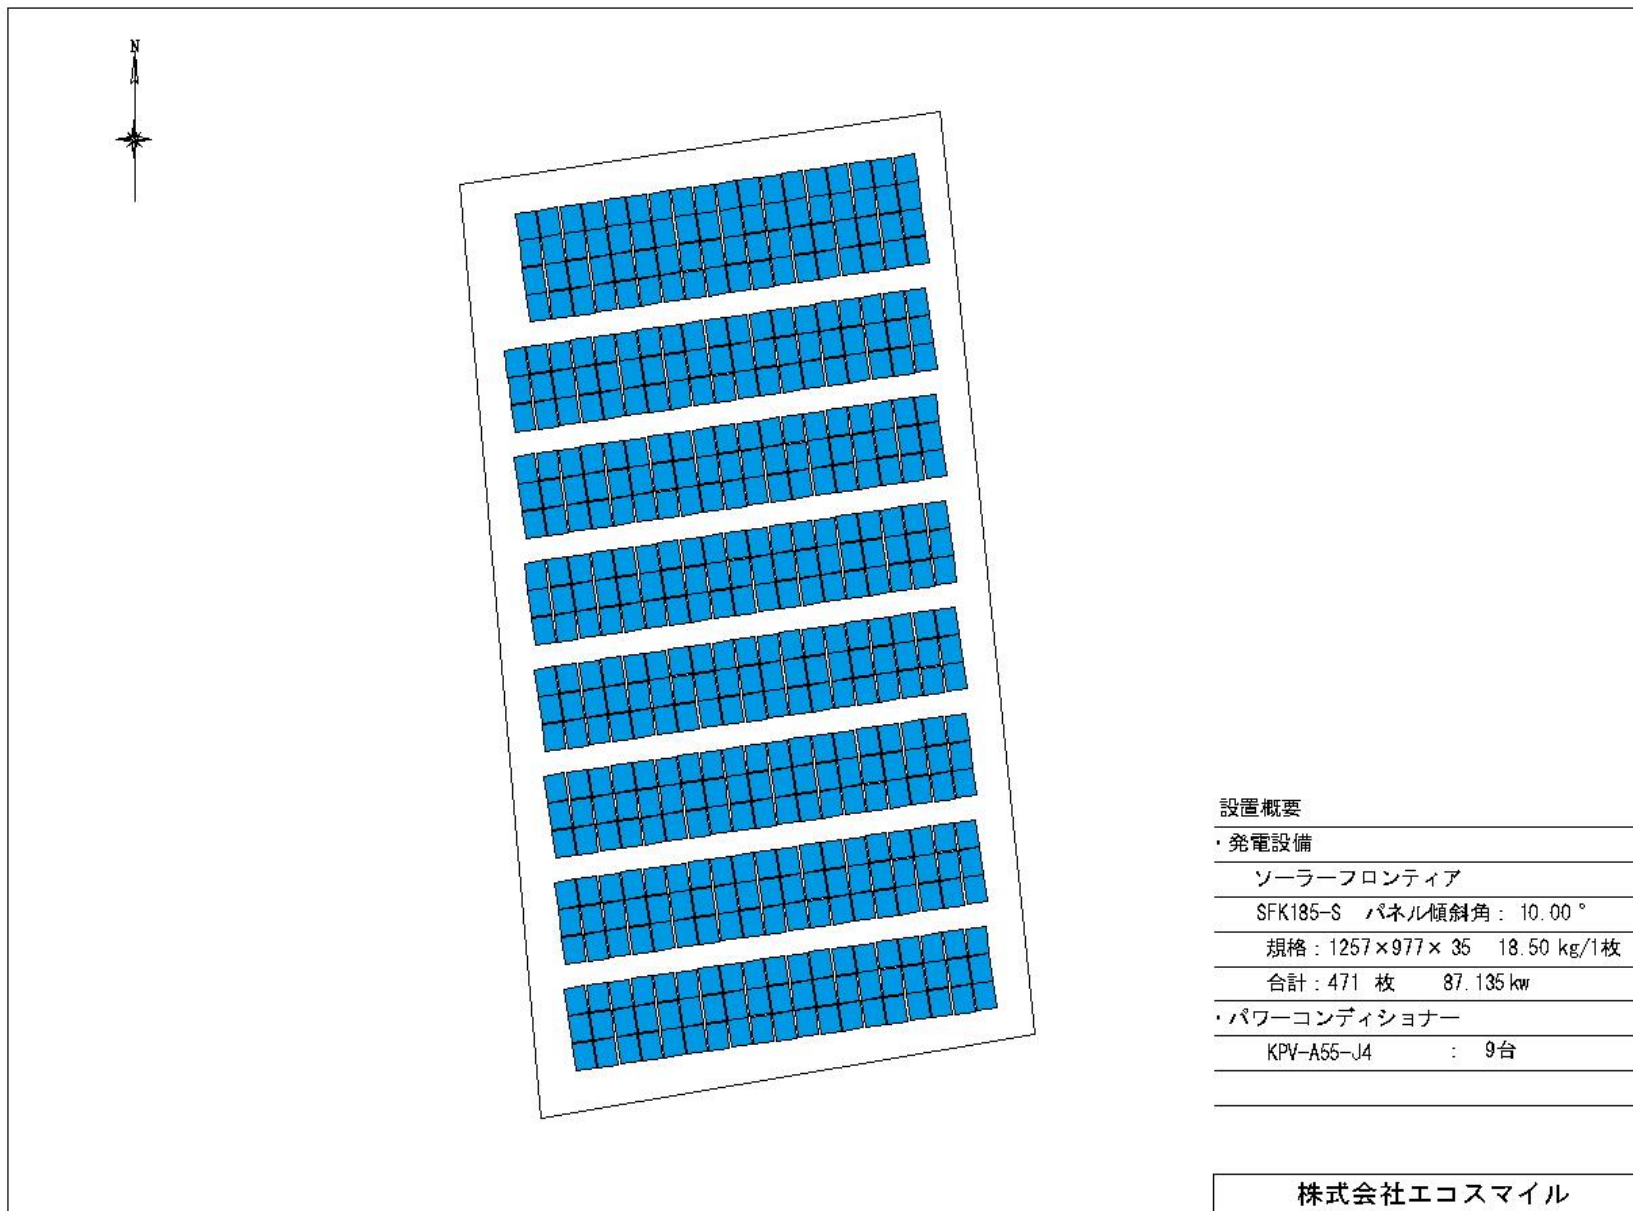 N
設置概要
・発電設備
ソーラーフロンティア
SFK185-S パネル傾斜角： 10.00°
規格：1257×977× 35 18.50 kg/1枚
合計：471 枚 87.135kw
・パワーコンディショナー
KPV-A55-J4 ： 9台
株式会社エコスマイル